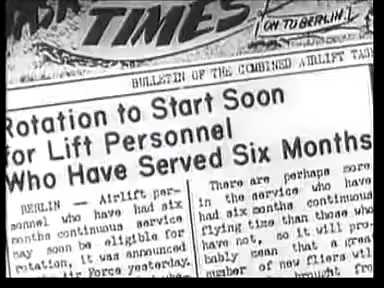 TIMES
ON TO BERLIN!
BULLETIN OF THE COMBINED AIRLIFT TAS
Rotation to Start Soon
for Lift Personnel
Who Have Served Six Months
BERLIN — Airlift per-
sonnel who have had six
months continuous service
may soon be eligible for
rotation, it was announced
Air Force yesterday.
There are perhaps more
in the service who have
had six months continuous
flying time than those who
have not, so it will pro-
bably mean that a great
number of new fliers wil
brought fro